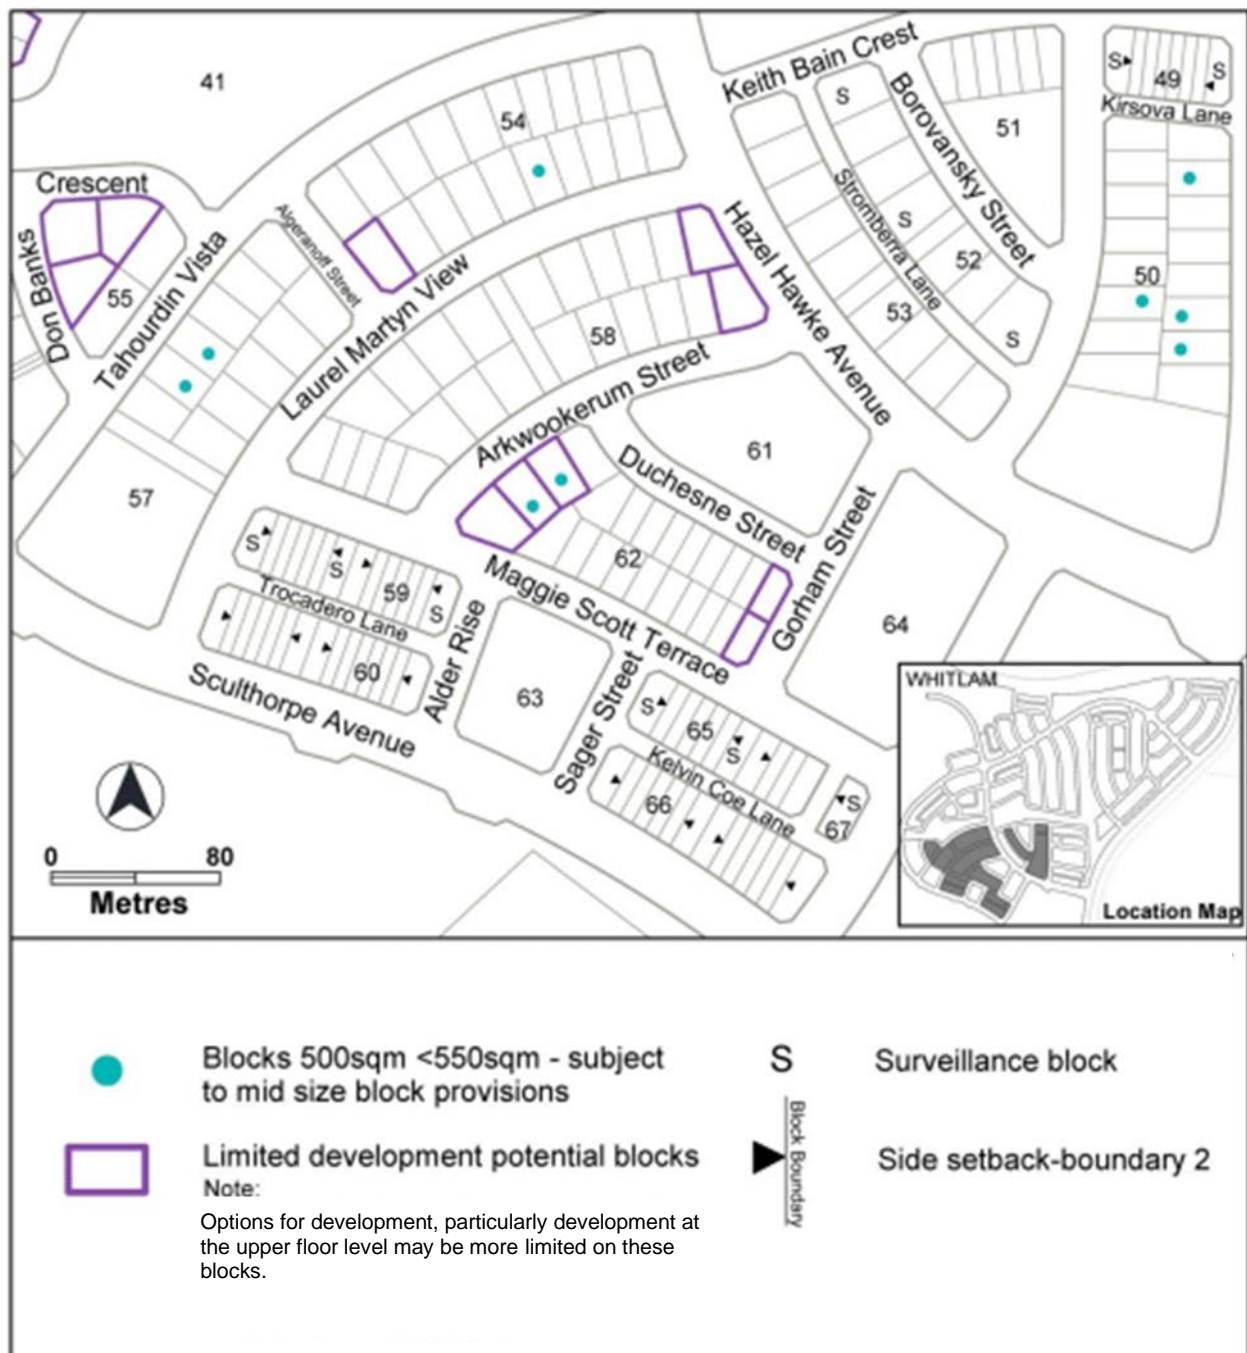 41
54
Keith Bain Crest
S
Borovansky Street
51
S
49
S
Kirsova Lane
Crescent
Don Banks
55
Tahourdin Vista
Algeranoff Street
Laurel Martyn View
Hazel Hawke Avenue
Stromberra Lane
S
52
53
S
50
58
Arkwookerum Street
61
Duchesne Street
57
62
Gorham Street
Maggie Scott Terrace
64
S
S
59
S
Trocadero Lane
60
Alder Rise
Sculthorpe Avenue
63
Sager Street
S
65
S
Kelvin Coe Lane
66
S
67
WHITLAM
Location Map
0 80
Metres
Blocks 500sqm <550sqm - subject
to mid size block provisions
S Surveillance block
Limited development potential blocks
Note:
Options for development, particularly development at
the upper floor level may be more limited on these
blocks.
Block Boundary
Side setback-boundary 2